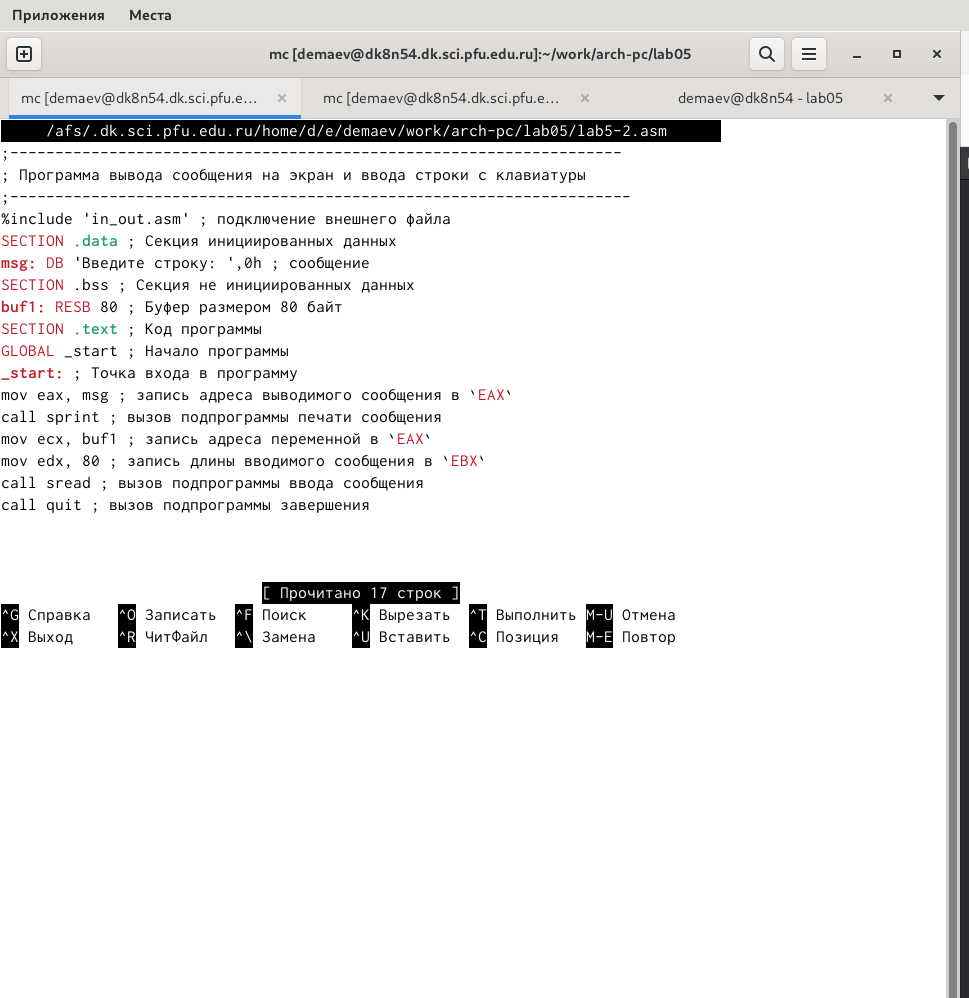 Приложения Места
mc [demaev@dk8n54.dk.sci.pfu.edu.ru]:~/work/arch-pc/lab05
mc [demaev@dk8n54.dk.sci.pfu.e... × mc [demaev@dk8n54.dk.sci.pfu.e... × demaev@dk8n54 - lab05 ×
/afs/.dk.sci.pfu.edu.ru/home/d/e/demaev/work/arch-pc/lab05/lab5-2.asm
;--------------------------------------------------------------------
; Программа вывода сообщения на экран и ввода строки с клавиатуры
;---------------------------------------------------------------------
%include 'in_out.asm' ; подключение внешнего файла
SECTION .data ; Секция инициированных данных
msg: DB 'Введите строку: ',0h ; сообщение
SECTION .bss ; Секция не инициированных данных
buf1: RESB 80 ; Буфер размером 80 байт
SECTION .text ; Код программы
GLOBAL _start ; Начало программы
_start: ; Точка входа в программу
mov eax, msg ; запись адреса выводимого сообщения в `EAX`
call sprint ; вызов подпрограммы печати сообщения
mov ecx, buf1 ; запись адреса переменной в `EAX`
mov edx, 80 ; запись длины вводимого сообщения в `EBX`
call sread ; вызов подпрограммы ввода сообщения
call quit ; вызов подпрограммы завершения
[ Прочитано 17 строк ]
^G Справка ^O Записать ^F Поиск ^K Вырезать ^T Выполнить M-U Отмена
^X Выход ^R ЧитФайл ^\ Замена ^U Вставить ^C Позиция M-E Повтор